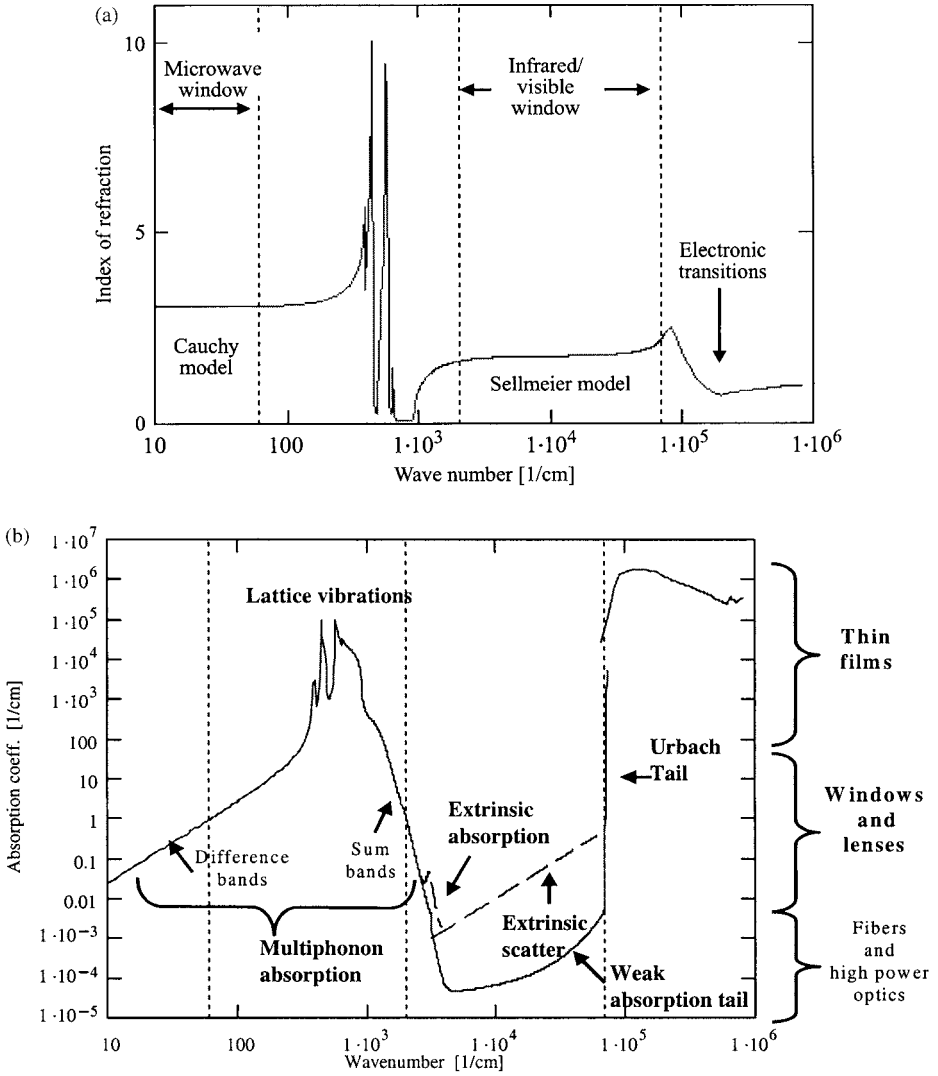 (a)
10
Microwave
window
Infrared/
visible
window
Index of refraction
5
Electronic
transitions
Cauchy
model
Sellmeier model
0
10 100 1·10³ 1·10⁴ 1·10⁵ 1·10⁶
Wave number [1/cm]
(b)
1·10⁷
1·10⁶
1·10⁵
1·10⁴
1·10³
100
10
1
0.1
0.01
1·10⁻³
1·10⁻⁴
1·10⁻⁵
Absorption coeff. [1/cm]
Lattice vibrations
Thin
films
Urbach
Tail
Extrinsic
absorption
Windows
and
lenses
Difference
bands
Sum
bands
Multiphonon
absorption
Extrinsic
scatter
Weak
absorption tail
Fibers
and
high power
optics
10 100 1·10³ 1·10⁴ 1·10⁵ 1·10⁶
Wavenumber [1/cm]